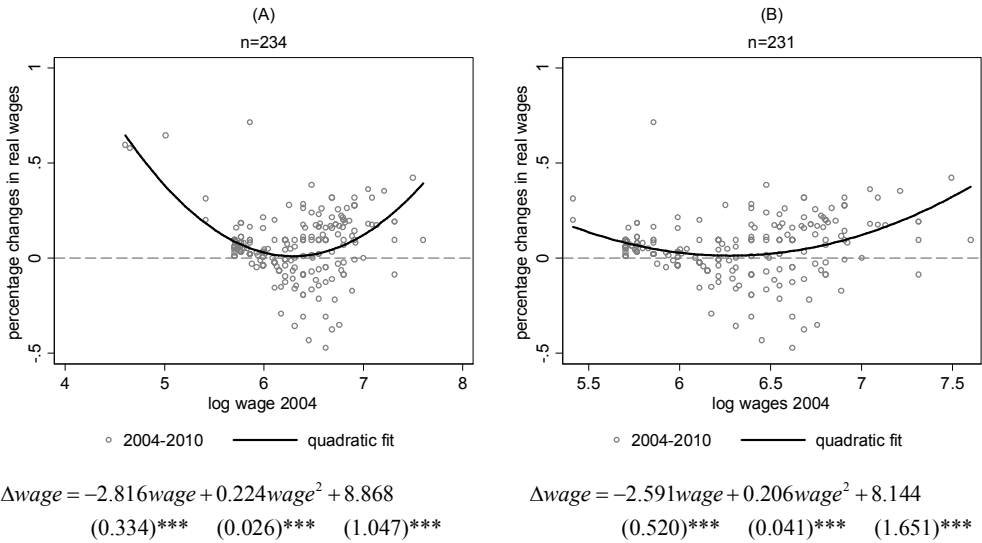 (A)
n=234
percentage changes in real wages
1
.5
0
-.5
4 5 6 7 8
log wage 2004
2004-2010 quadratic fit
Δwage = −2.816wage + 0.224wage² + 8.868
(0.334)*** (0.026)*** (1.047)***
(B)
n=231
percentage changes in real wages
1
.5
0
-.5
5.5 6 6.5 7 7.5
log wages 2004
2004-2010 quadratic fit
Δwage = −2.591wage + 0.206wage² + 8.144
(0.520)*** (0.041)*** (1.651)***